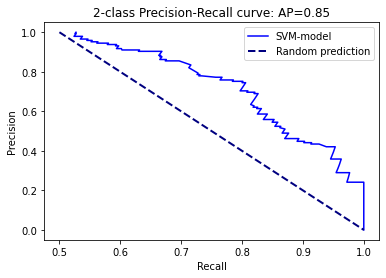 2-class Precision-Recall curve: AP=0.85
SVM-model
Random prediction
Precision
1.0
0.8
0.6
0.4
0.2
0.0
0.5 0.6 0.7 0.8 0.9 1.0
Recall